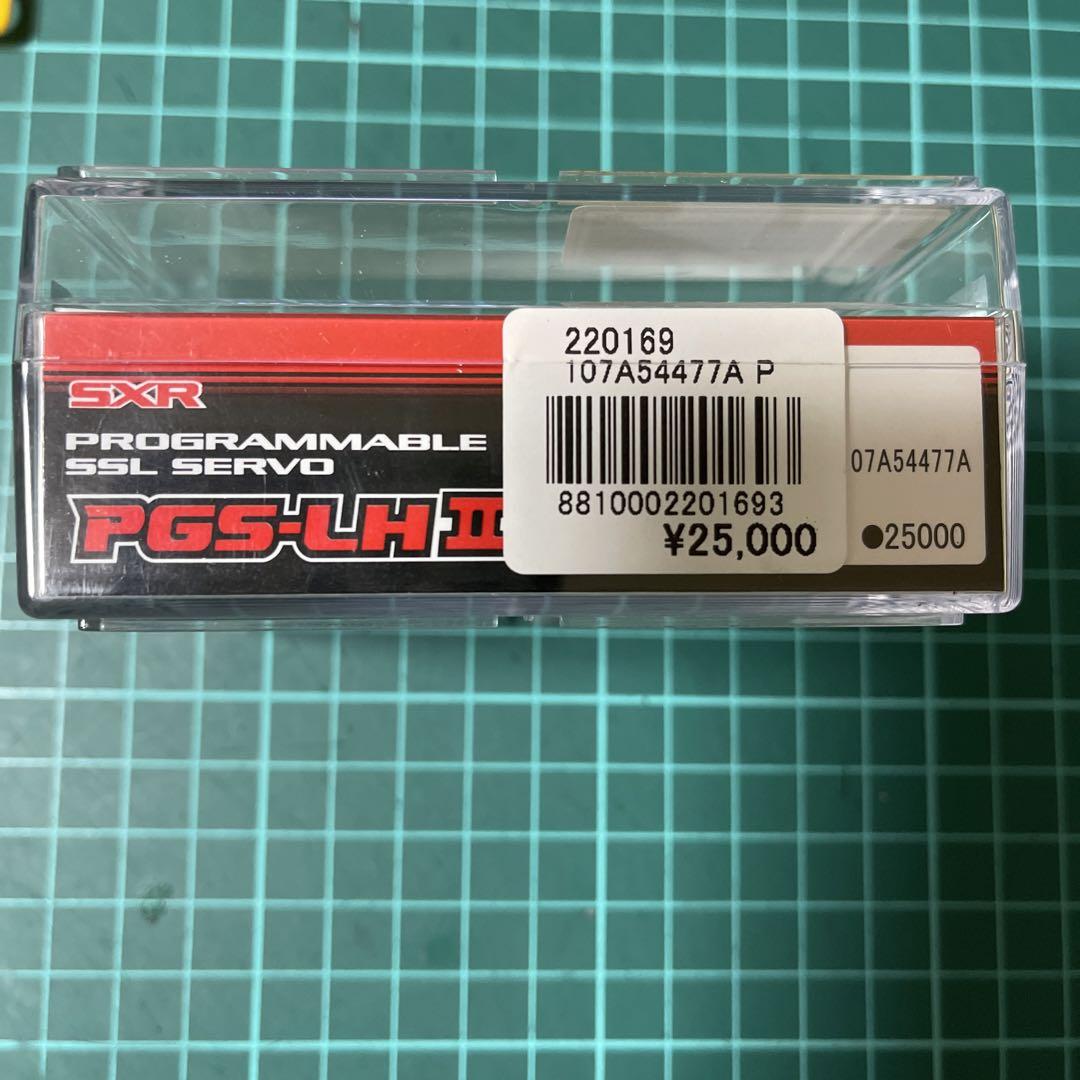 SXR
PROGRAMMABLE
SSL SERVO
PGS-LH II
220169
107A54477A P
8810002201693
¥25,000
07A54477A
●25000